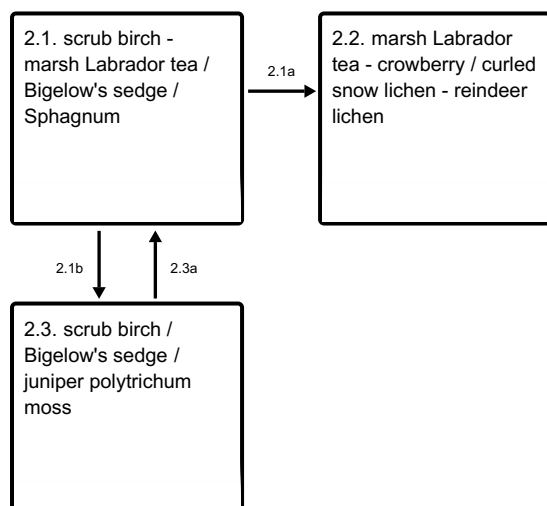 2.1. scrub birch -
marsh Labrador tea /
Bigelow's sedge /
Sphagnum
2.1a
2.2. marsh Labrador
tea - crowberry / curled
snow lichen - reindeer
lichen
2.1b
2.3a
2.3. scrub birch /
Bigelow's sedge /
juniper polytrichum
moss